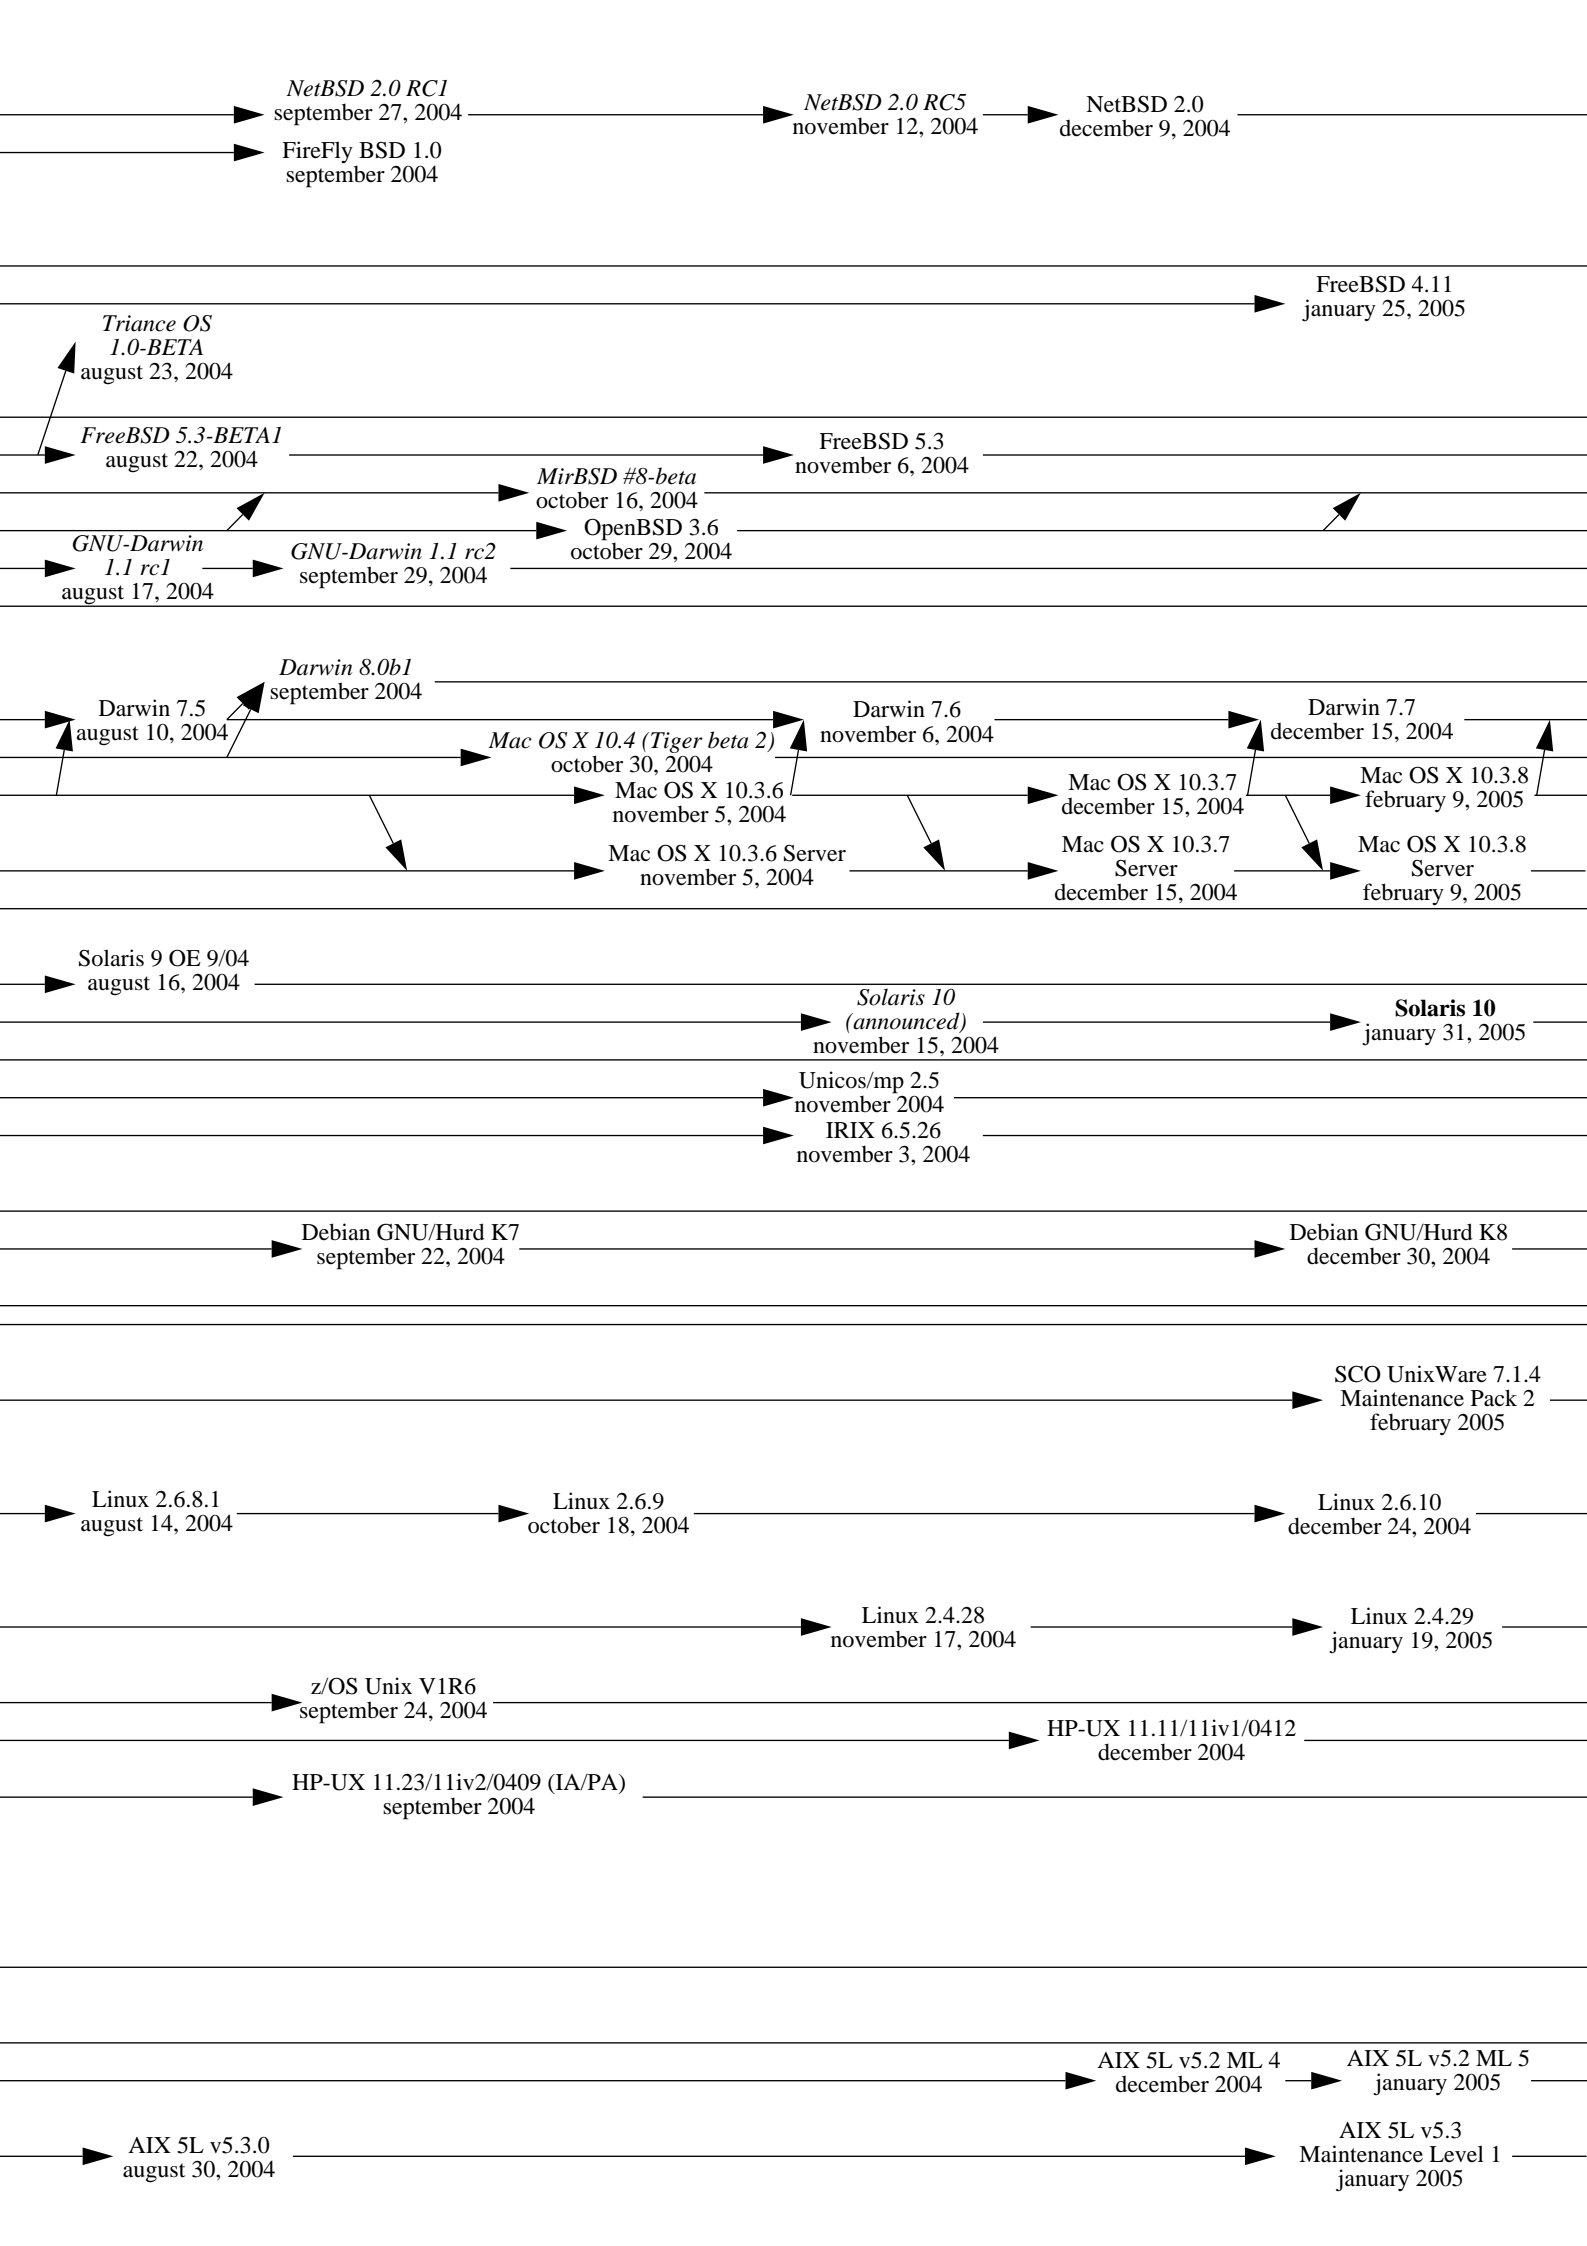 NetBSD 2.0 RC1
september 27, 2004
NetBSD 2.0 RC5
november 12, 2004
NetBSD 2.0
december 9, 2004
FireFly BSD 1.0
september 2004
FreeBSD 4.11
january 25, 2005
Triance OS
1.0-BETA
august 23, 2004
FreeBSD 5.3-BETA1
august 22, 2004
FreeBSD 5.3
november 6, 2004
MirBSD #8-beta
october 16, 2004
OpenBSD 3.6
october 29, 2004
GNU-Darwin
1.1 rc1
august 17, 2004
GNU-Darwin 1.1 rc2
september 29, 2004
Darwin 8.0b1
september 2004
Darwin 7.5
august 10, 2004
Darwin 7.6
november 6, 2004
Darwin 7.7
december 15, 2004
Mac OS X 10.4 (Tiger beta 2)
october 30, 2004
Mac OS X 10.3.6
november 5, 2004
Mac OS X 10.3.7
december 15, 2004
Mac OS X 10.3.8
february 9, 2005
Mac OS X 10.3.6 Server
november 5, 2004
Mac OS X 10.3.7
Server
december 15, 2004
Mac OS X 10.3.8
Server
february 9, 2005
Solaris 9 OE 9/04
august 16, 2004
Solaris 10
(announced)
november 15, 2004
Solaris 10
january 31, 2005
Unicos/mp 2.5
november 2004
IRIX 6.5.26
november 3, 2004
Debian GNU/Hurd K7
september 22, 2004
Debian GNU/Hurd K8
december 30, 2004
SCO UnixWare 7.1.4
Maintenance Pack 2
february 2005
Linux 2.6.8.1
august 14, 2004
Linux 2.6.9
october 18, 2004
Linux 2.6.10
december 24, 2004
Linux 2.4.28
november 17, 2004
Linux 2.4.29
january 19, 2005
z/OS Unix V1R6
september 24, 2004
HP-UX 11.11/11iv1/0412
december 2004
HP-UX 11.23/11iv2/0409 (IA/PA)
september 2004
AIX 5L v5.2 ML 4
december 2004
AIX 5L v5.2 ML 5
january 2005
AIX 5L v5.3.0
august 30, 2004
AIX 5L v5.3
Maintenance Level 1
january 2005